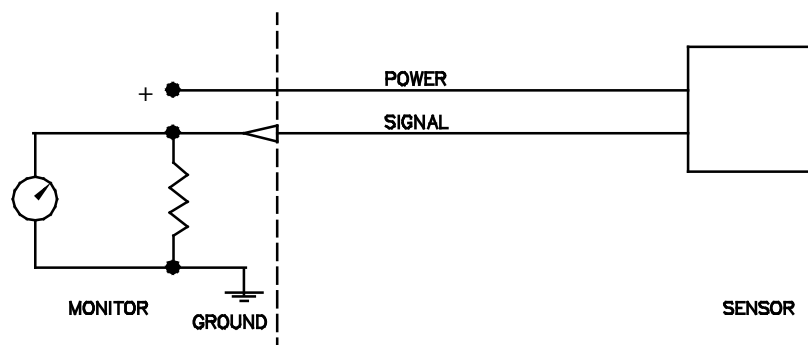 POWER
+
SIGNAL
MONITOR
SENSOR
GROUND